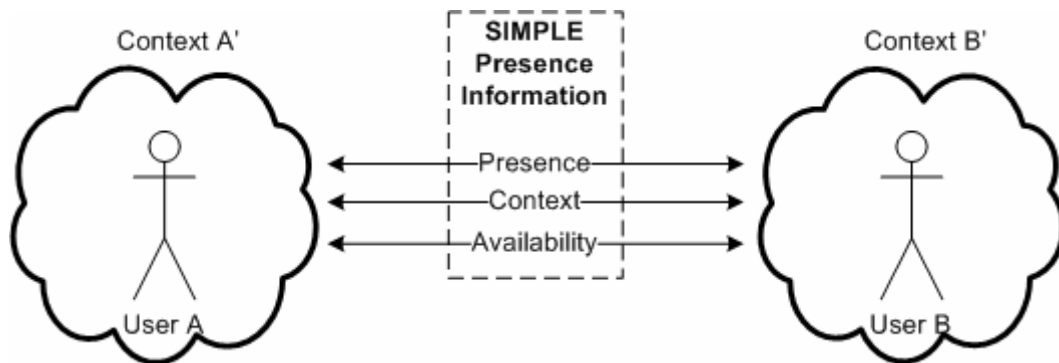 Context A'
SIMPLE
Presence
Information
Context B'
Presence
Context
Availability
User A
User B